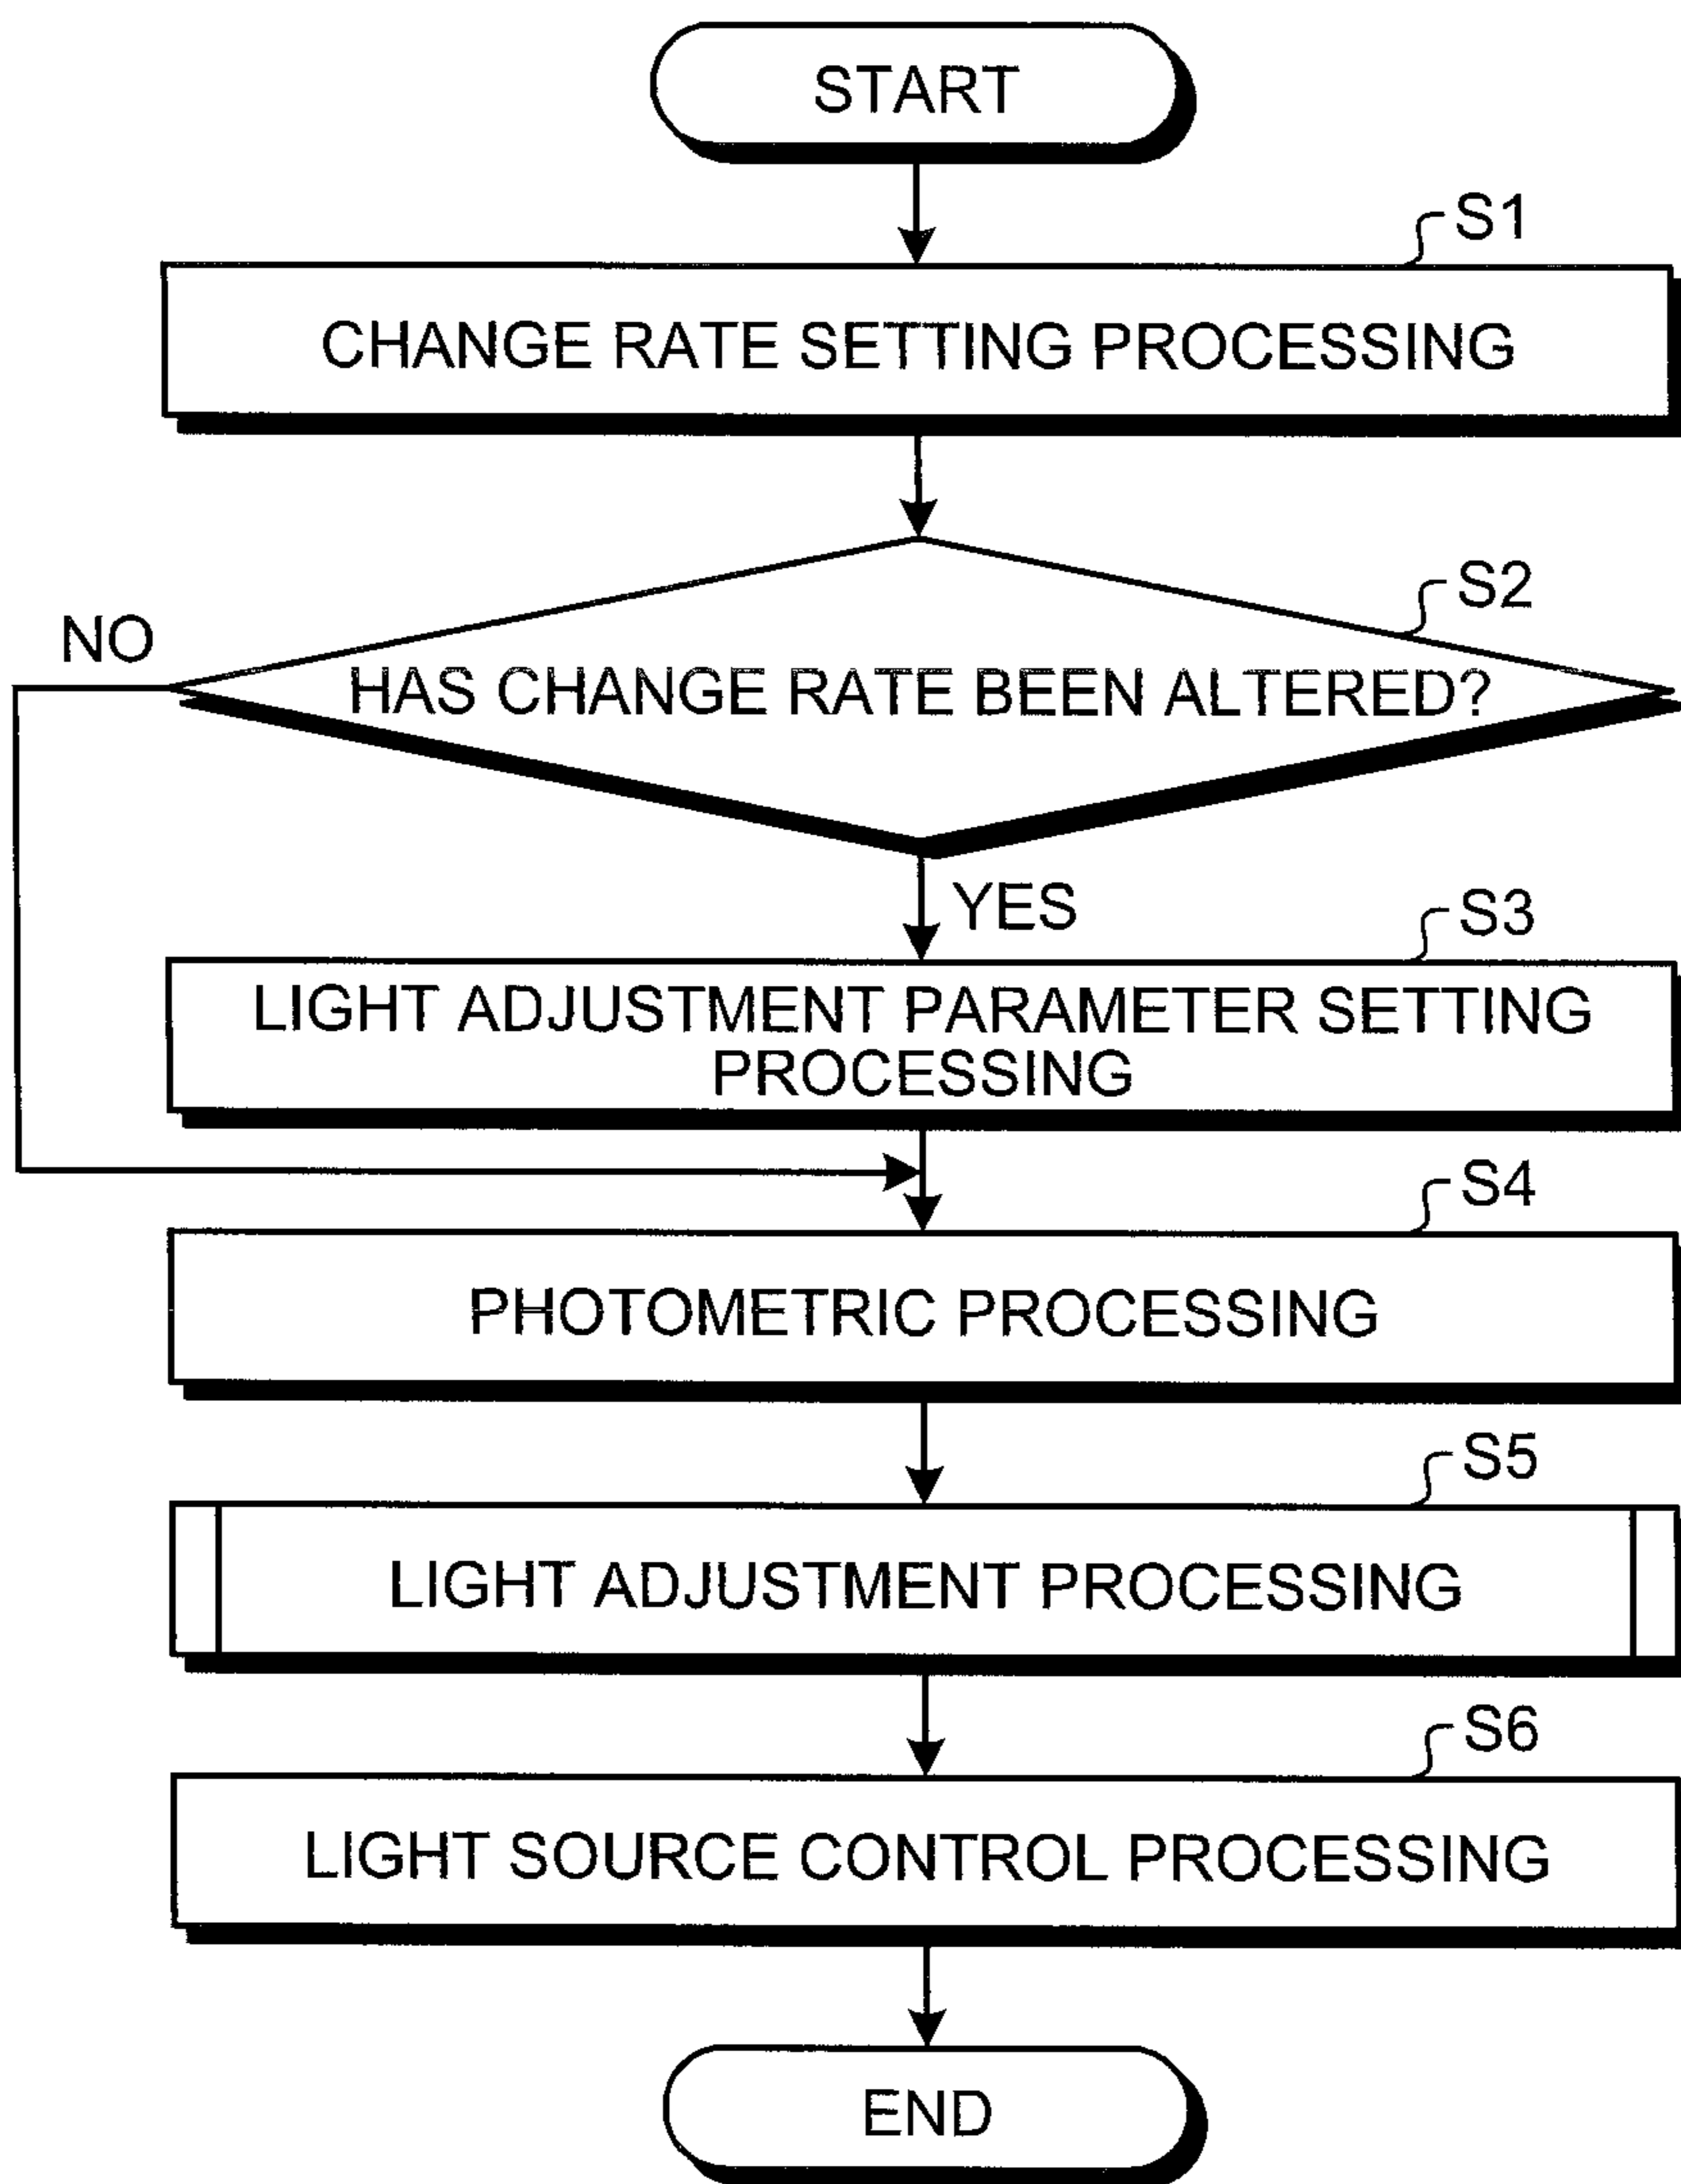 START
S1
CHANGE RATE SETTING PROCESSING
S2
NO
HAS CHANGE RATE BEEN ALTERED?
YES
S3
LIGHT ADJUSTMENT PARAMETER SETTING
PROCESSING
S4
PHOTOMETRIC PROCESSING
S5
LIGHT ADJUSTMENT PROCESSING
S6
LIGHT SOURCE CONTROL PROCESSING
END